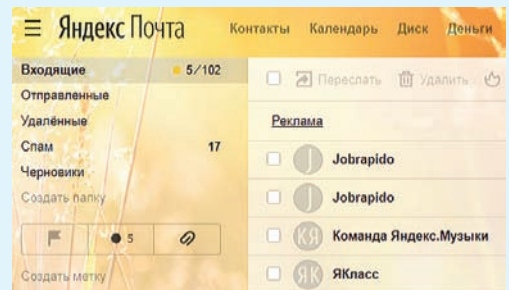 Яндекс Почта
Контакты Календарь Диск Деньги
Входящие 5/102
Отправленные
Удалённые
Спам 17
Черновики
Создать папку
5
Создать метку
Переслать Удалить
Реклама
J Jobrapido
J Jobrapido
КЯ Команда Яндекс.Музыки
ЯК ЯКласс